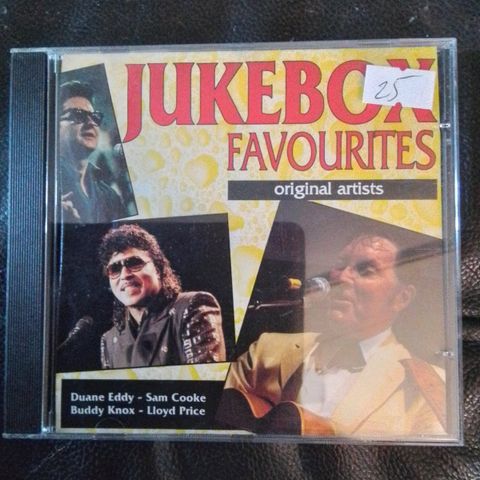 JUKEBOX
25
FAVOURITES
original artists
Duane Eddy - Sam Cooke
Buddy Knox - Lloyd Price